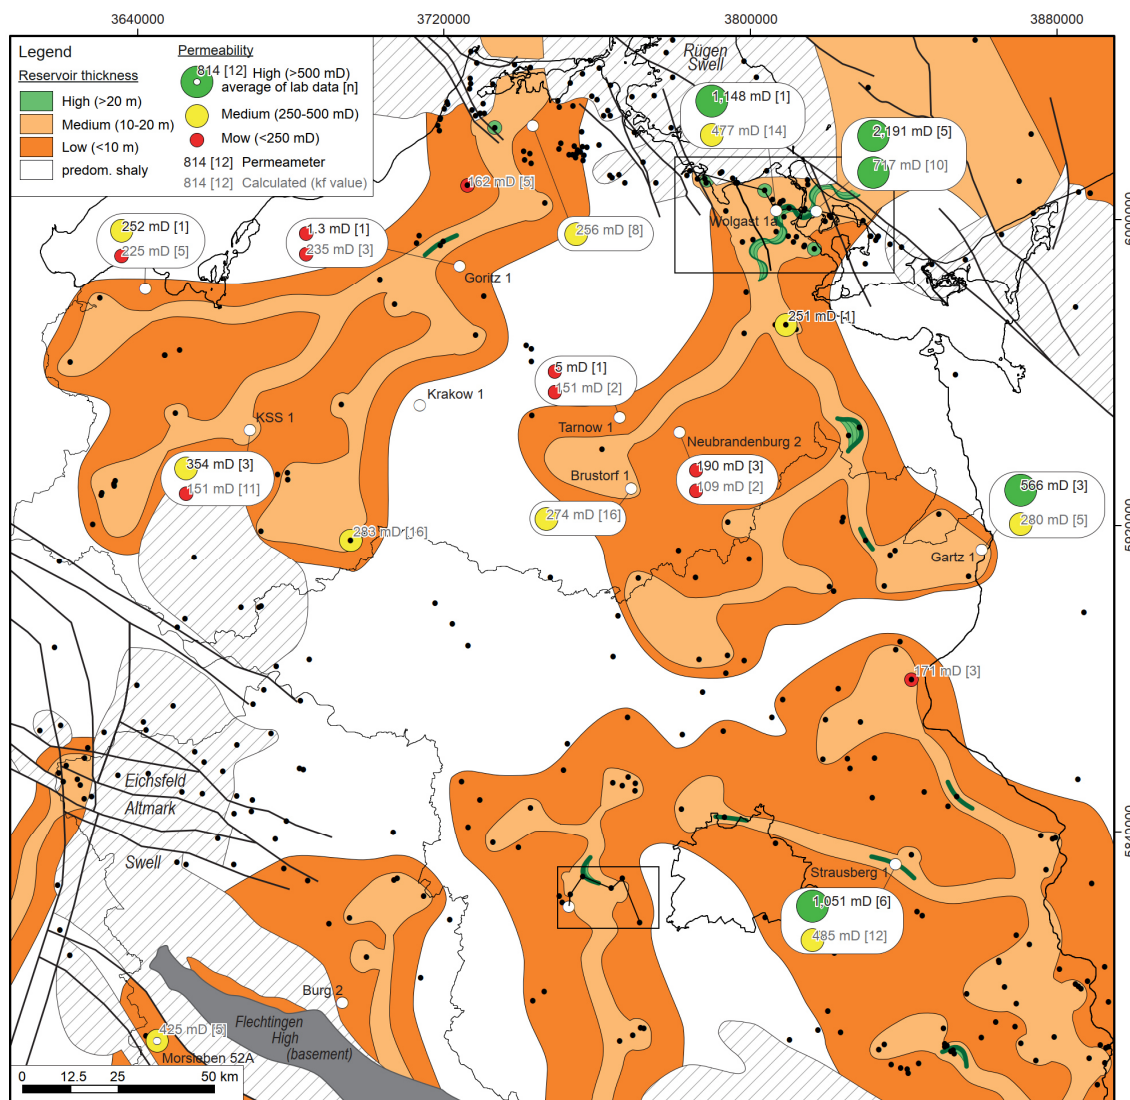 3640000
3720000
3800000
3880000
Legend
Reservoir thickness
High (>20 m)
Medium (10-20 m)
Low (<10 m)
predom. shaly
Permeability
814 [12] High (>500 mD)
average of lab data [n]
Medium (250-500 mD)
Mow (<250 mD)
814 [12] Permeameter
814 [12] Calculated (kf value)
Rügen
Swell
1,148 mD [1]
477 mD [14]
2,191 mD [5]
717 mD [10]
162 mD [5]
252 mD [1]
225 mD [5]
1.3 mD [1]
235 mD [3]
256 mD [8]
Wolgast 1a
6000000
Goritz 1
251 mD [1]
5 mD [1]
151 mD [2]
Krakow 1
KSS 1
Tarnow 1
Neubrandenburg 2
354 mD [3]
151 mD [11]
Brustorf 1
190 mD [3]
109 mD [2]
566 mD [3]
280 mD [5]
274 mD [16]
283 mD [16]
5920000
Gartz 1
171 mD [3]
Eichsfeld
Altmark
Swell
5842000
Strausberg 1
1,051 mD [6]
485 mD [12]
Burg 2
Flechtingen
High
(basement)
425 mD [5]
Morsleben 52A
0 12.5 25 50 km